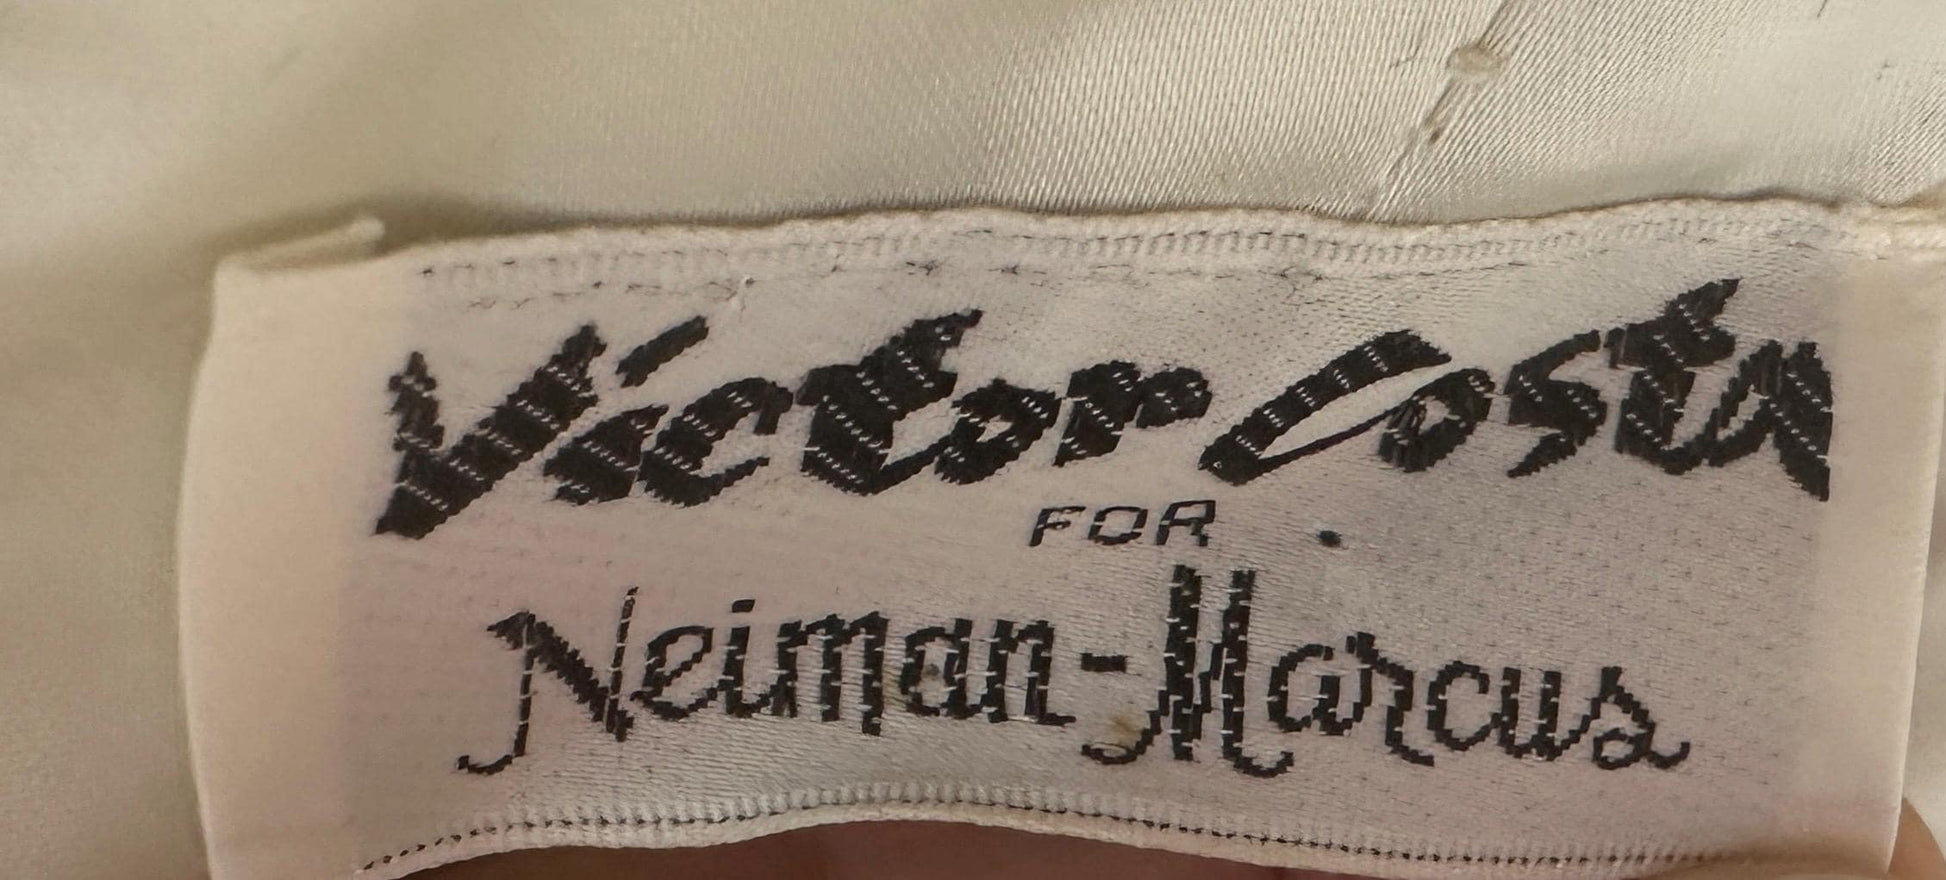 Victor Costa
FOR
Neiman-Marcus